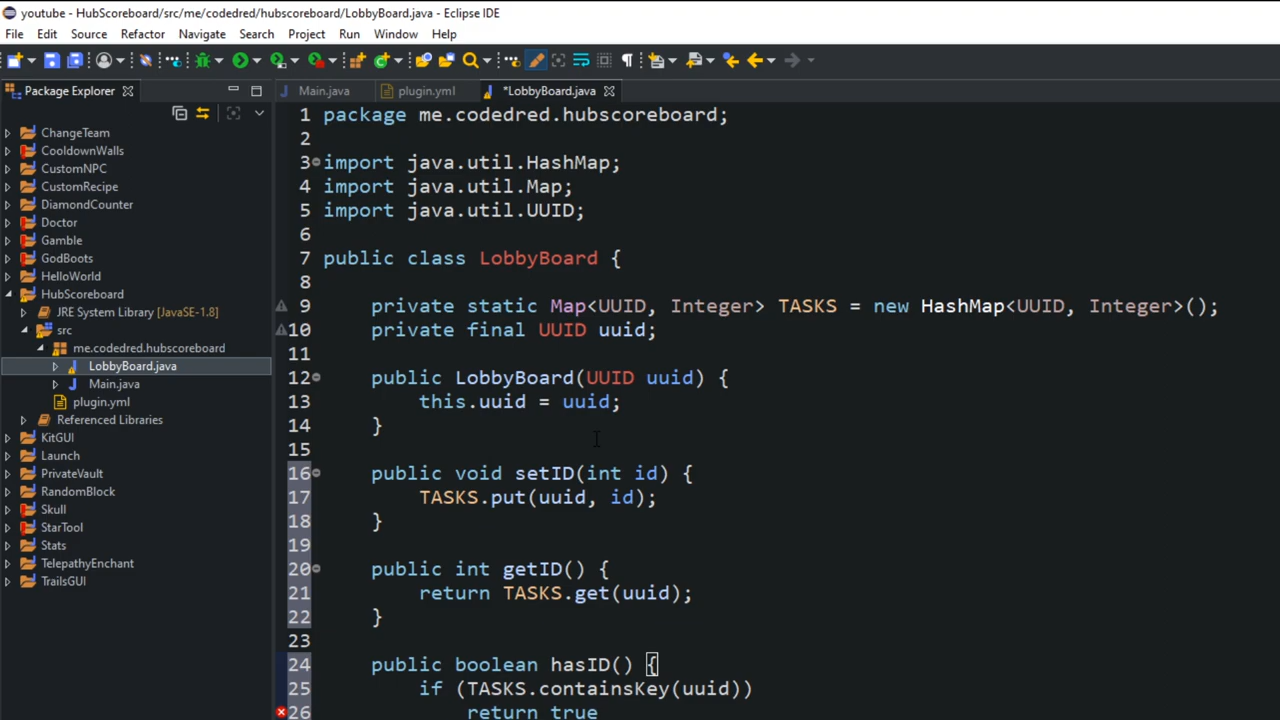 youtube - HubScoreboard/src/me/codedred/hubscoreboard/LobbyBoard.java - Eclipse IDE
File Edit Source Refactor Navigate Search Project Run Window Help
Package Explorer
Main.java
plugin.yml
*LobbyBoard.java
ChangeTeam
CooldownWalls
CustomNPC
CustomRecipe
DiamondCounter
Doctor
Gamble
GodBoots
HelloWorld
HubScoreboard
JRE System Library [JavaSE-1.8]
src
me.codedred.hubscoreboard
LobbyBoard.java
Main.java
plugin.yml
Referenced Libraries
KitGUI
Launch
PrivateVault
RandomBlock
Skull
StarTool
Stats
TelepathyEnchant
TrailsGUI
1 package me.codedred.hubscoreboard;
2
3 import java.util.HashMap;
4 import java.util.Map;
5 import java.util.UUID;
6
7 public class LobbyBoard {
8
9 private static Map<UUID, Integer> TASKS = new HashMap<UUID, Integer>();
10 private final UUID uuid;
11
12 public LobbyBoard(UUID uuid) {
13 this.uuid = uuid;
14 }
15
16 public void setID(int id) {
17 TASKS.put(uuid, id);
18 }
19
20 public int getID() {
21 return TASKS.get(uuid);
22 }
23
24 public boolean hasID() {
25 if (TASKS.containsKey(uuid))
26 return true